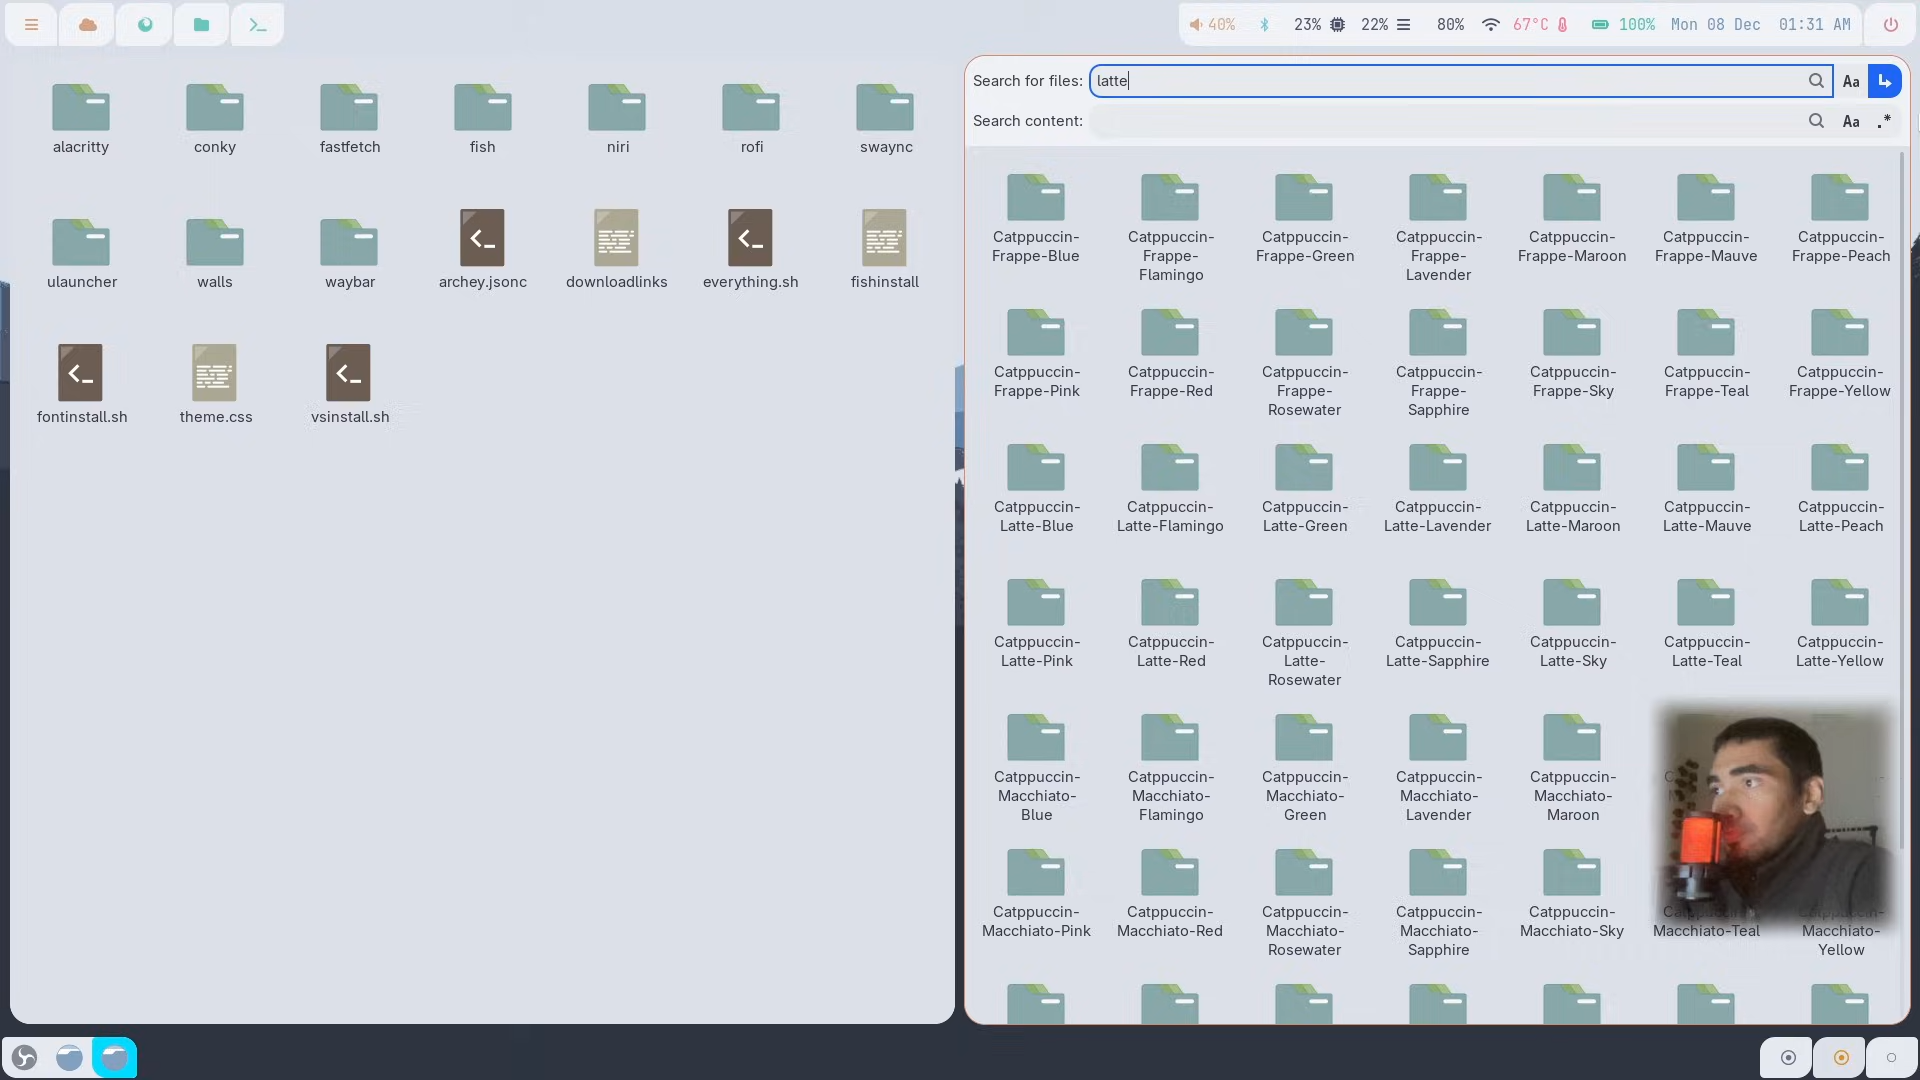 40%
23%
22%
80%
67°C
100%
Mon 08 Dec
01:31 AM
alacritty
conky
fastfetch
fish
niri
rofi
swaync
ulauncher
walls
waybar
archey.jsonc
downloadlinks
everything.sh
fishinstall
fontinstall.sh
theme.css
vsinstall.sh
Search for files:
latte
Aa
Search content:
Aa
.*
Catppuccin-
Frappe-Blue
Catppuccin-
Frappe-
Flamingo
Catppuccin-
Frappe-Green
Catppuccin-
Frappe-
Lavender
Catppuccin-
Frappe-Maroon
Catppuccin-
Frappe-Mauve
Catppuccin-
Frappe-Peach
Catppuccin-
Frappe-Pink
Catppuccin-
Frappe-Red
Catppuccin-
Frappe-
Rosewater
Catppuccin-
Frappe-
Sapphire
Catppuccin-
Frappe-Sky
Catppuccin-
Frappe-Teal
Catppuccin-
Frappe-Yellow
Catppuccin-
Latte-Blue
Catppuccin-
Latte-Flamingo
Catppuccin-
Latte-Green
Catppuccin-
Latte-Lavender
Catppuccin-
Latte-Maroon
Catppuccin-
Latte-Mauve
Catppuccin-
Latte-Peach
Catppuccin-
Latte-Pink
Catppuccin-
Latte-Red
Catppuccin-
Latte-
Rosewater
Catppuccin-
Latte-Sapphire
Catppuccin-
Latte-Sky
Catppuccin-
Latte-Teal
Catppuccin-
Latte-Yellow
Catppuccin-
Macchiato-
Blue
Catppuccin-
Macchiato-
Flamingo
Catppuccin-
Macchiato-
Green
Catppuccin-
Macchiato-
Lavender
Catppuccin-
Macchiato-
Maroon
Catppuccin-
Macchiato-Pink
Catppuccin-
Macchiato-Red
Catppuccin-
Macchiato-
Rosewater
Catppuccin-
Macchiato-
Sapphire
Catppuccin-
Macchiato-Sky
Catppuccin-
Macchiato-Teal
Catppuccin-
Macchiato-
Yellow